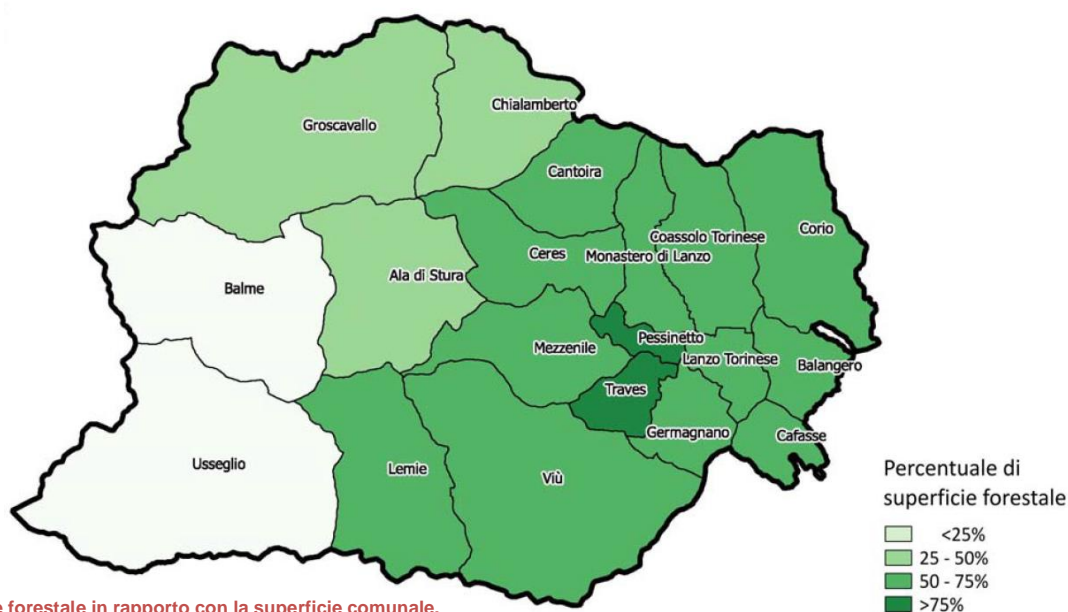 Chialamberto
Groscavallo
Cantoira
Corio
Coassolo Torinese
Ceres
Monastero di Lanzo
Ala di Stura
Balme
Pessinetto
Mezzenile
Lanzo Torinese
Balangero
Traves
Germagnano
Cafasse
Usseglio
Lemie
Viù
Percentuale di
superficie forestale
<25%
25 - 50%
50 - 75%
>75%
e forestale in rapporto con la superficie comunale.